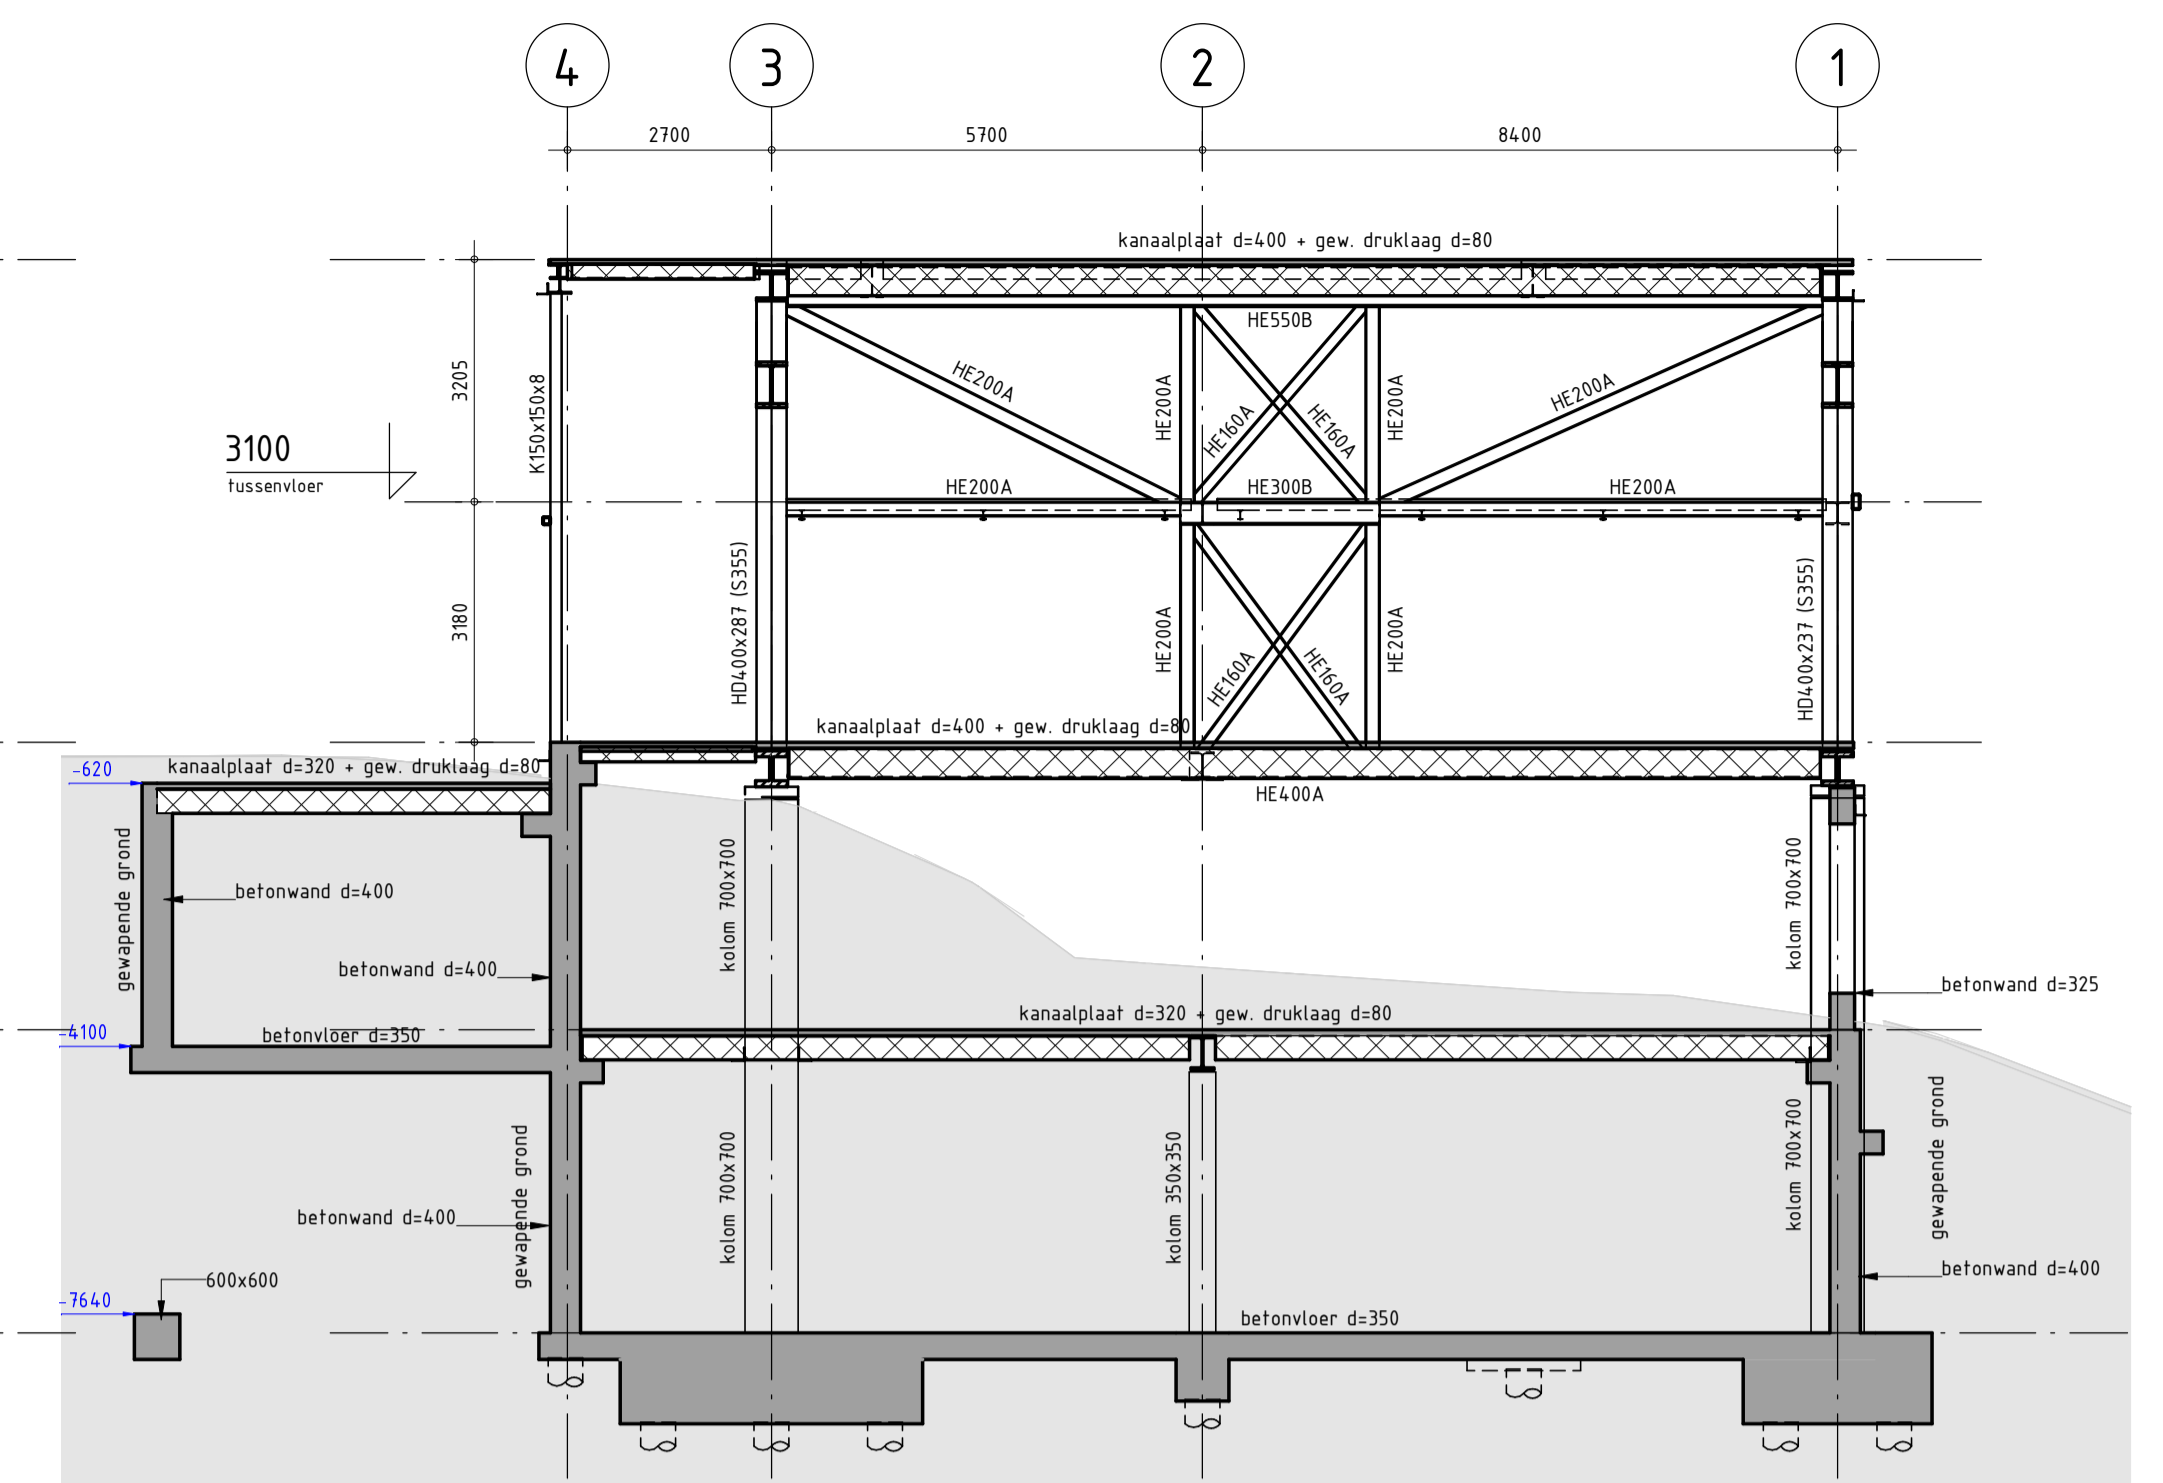 4 3 2 1
2700 5700 8400
kanaalplaat d=400 + gew. druklaag d=80
HE550B
3205
K150x150x8
HE200A
HE200A
HE160A
HE160A
HE200A
HE200A
3100
tussenvloer
HE200A
HE300B
HE200A
3180
HD400x287 (S355)
HE200A
HE160A
HE160A
HE200A
HD400x237 (S355)
kanaalplaat d=400 + gew. druklaag d=80
-620
kanaalplaat d=320 + gew. druklaag d=80
HE400A
gewapende grond
betonwand d=400
kolom 700x700
kolom 700x700
betonwand d=400
betonwand d=325
kanaalplaat d=320 + gew. druklaag d=80
-4100
betonvloer d=350
gewapende grond
betonwand d=400
kolom 700x700
kolom 350x350
kolom 700x700
gewapende grond
betonwand d=400
600x600
-7640
betonvloer d=350